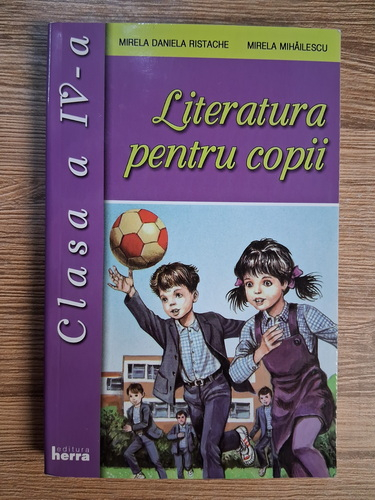 MIRELA DANIELA RISTACHE MIRELA MIHĂILESCU
Literatura
pentru copii
Clasa a IV-a
editura
herra